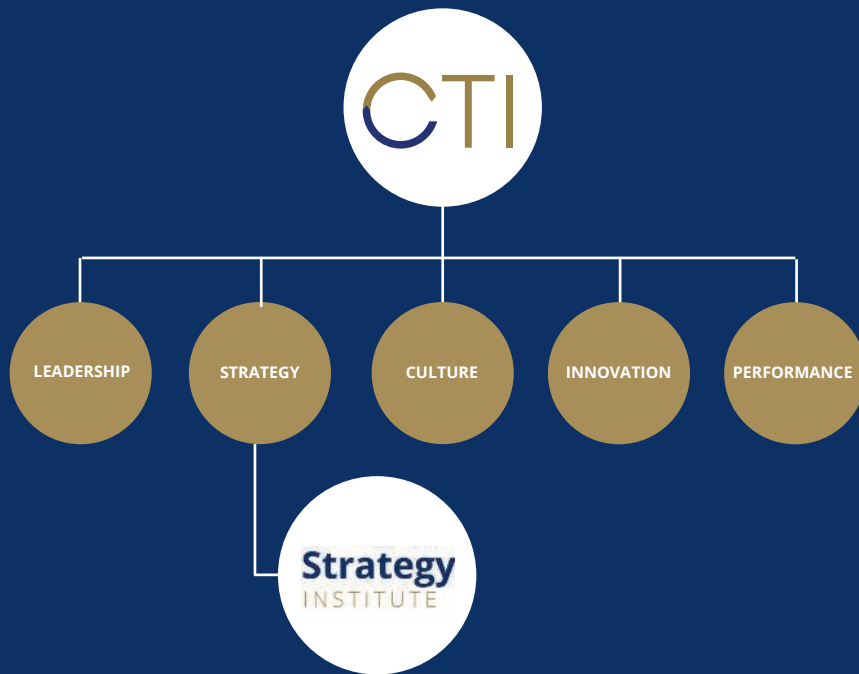 CTI
LEADERSHIP
STRATEGY
CULTURE
INNOVATION
PERFORMANCE
Strategy
INSTITUTE